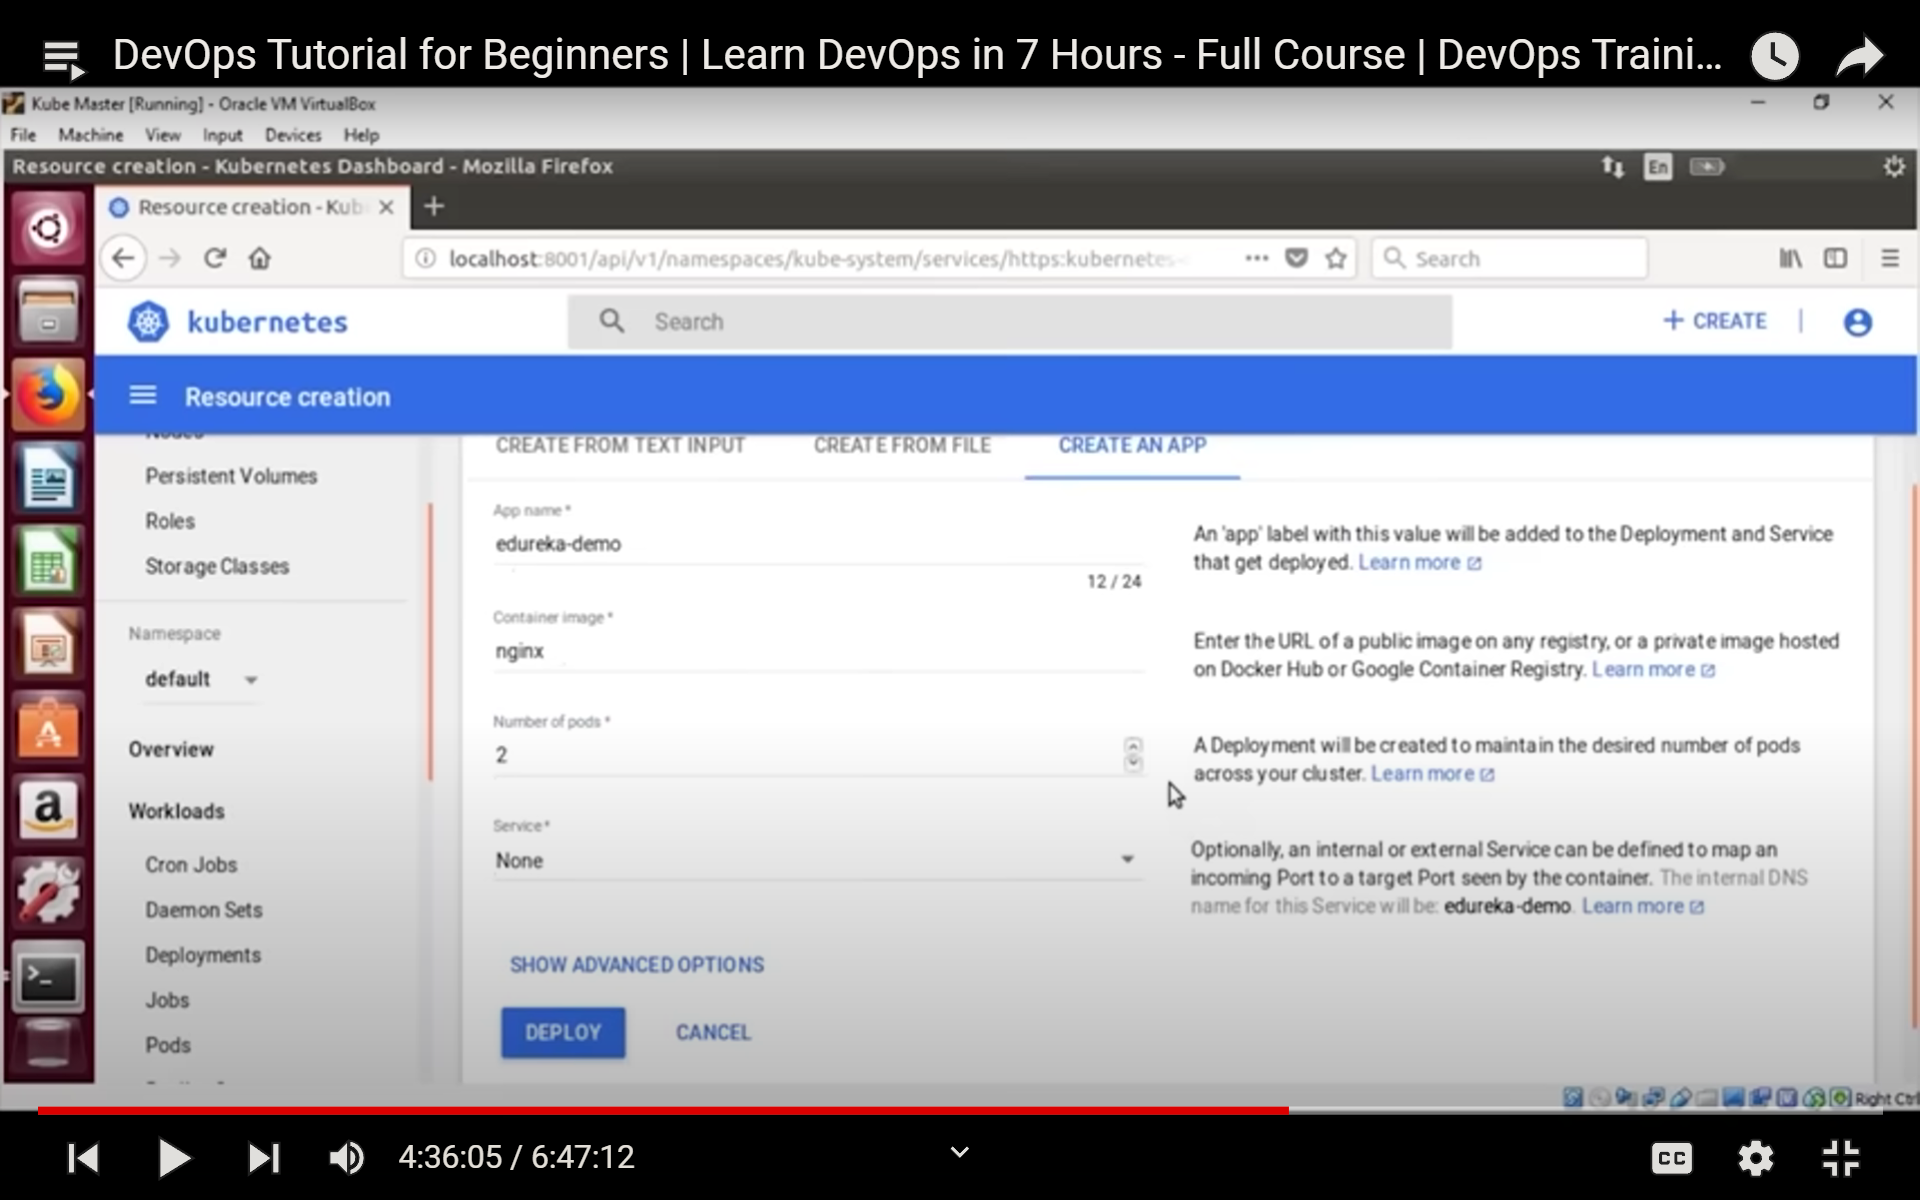 DevOps Tutorial for Beginners | Learn DevOps in 7 Hours - Full Course | DevOps Traini...
Kube Master [Running] - Oracle VM VirtualBox
File Machine View Input Devices Help
Resource creation - Kubernetes Dashboard - Mozilla Firefox
En
Resource creation - Kub
localhost:8001/api/v1/namespaces/kube-system/services/https:kubernetes-
Search
kubernetes
Search
+ CREATE
Resource creation
Nodes
Persistent Volumes
Roles
Storage Classes
Namespace
default
Overview
Workloads
Cron Jobs
Daemon Sets
Deployments
Jobs
Pods
CREATE FROM TEXT INPUT
CREATE FROM FILE
CREATE AN APP
App name *
edureka-demo
12 / 24
An 'app' label with this value will be added to the Deployment and Service
that get deployed. Learn more
Container image *
nginx
Enter the URL of a public image on any registry, or a private image hosted
on Docker Hub or Google Container Registry. Learn more
Number of pods *
2
A Deployment will be created to maintain the desired number of pods
across your cluster. Learn more
Service *
None
Optionally, an internal or external Service can be defined to map an
incoming Port to a target Port seen by the container. The internal DNS
name for this Service will be: edureka-demo. Learn more
SHOW ADVANCED OPTIONS
DEPLOY
CANCEL
Right Ctrl
4:36:05 / 6:47:12
CC